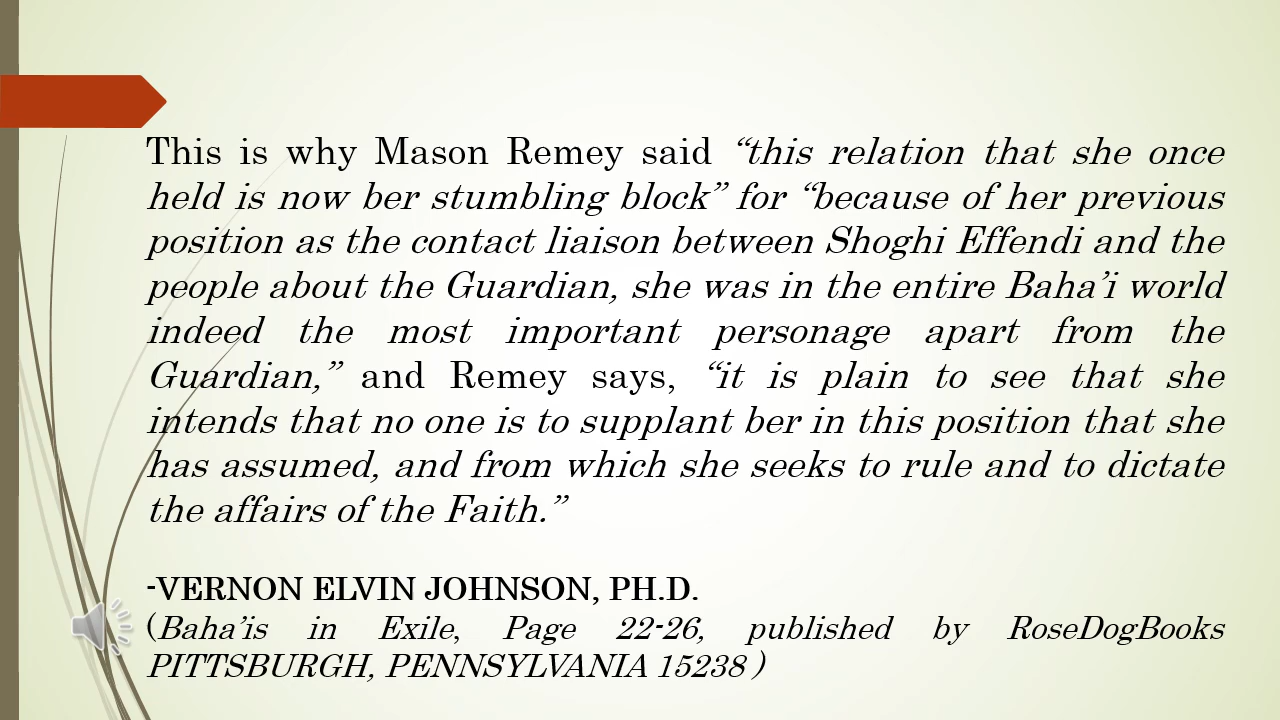 This is why Mason Remey said “this relation that she once
held is now ber stumbling block” for “because of her previous
position as the contact liaison between Shoghi Effendi and the
people about the Guardian, she was in the entire Baha’i world
indeed the most important personage apart from the
Guardian,” and Remey says, “it is plain to see that she
intends that no one is to supplant ber in this position that she
has assumed, and from which she seeks to rule and to dictate
the affairs of the Faith.”
-VERNON ELVIN JOHNSON, PH.D.
(Baha’is in Exile, Page 22-26, published by RoseDogBooks
PITTSBURGH, PENNSYLVANIA 15238 )